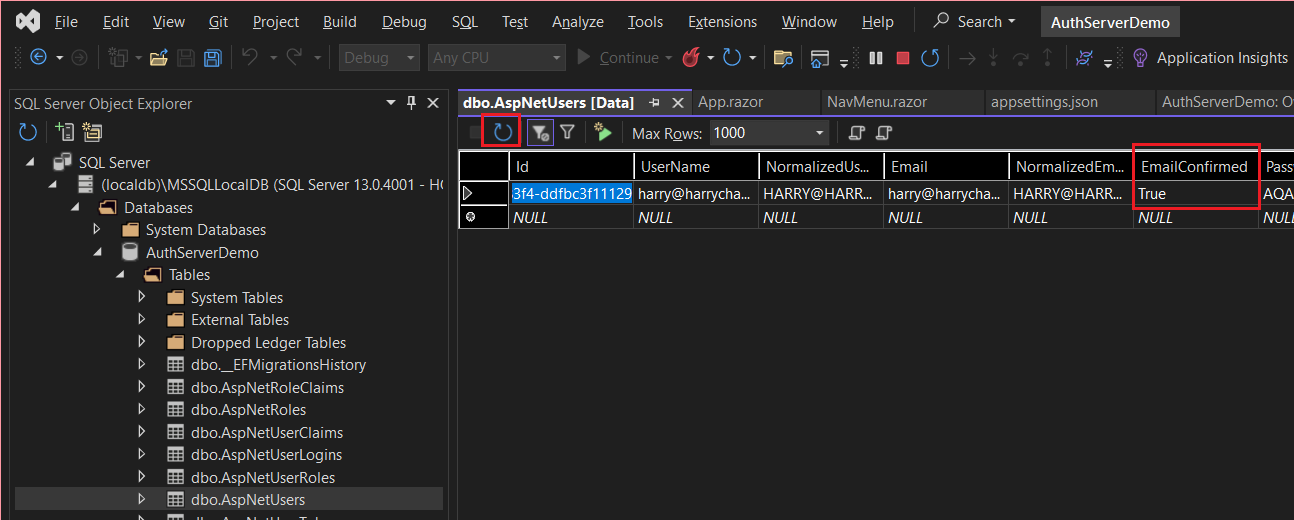 File Edit View Git Project Build Debug SQL Test Analyze Tools Extensions Window Help Search AuthServerDemo
Debug Any CPU Continue Application Insights
SQL Server Object Explorer
dbo.AspNetUsers [Data] App.razor NavMenu.razor appsettings.json AuthServerDemo: Ov
Max Rows: 1000
Id UserName NormalizedUs... Email NormalizedEm... EmailConfirmed Passw
3f4-ddfbc3f11129 harry@harrycha... HARRY@HARR... harry@harrycha... HARRY@HARR... True AQA
NULL NULL NULL NULL NULL NULL NUL
SQL Server
(localdb)\MSSQLLocalDB (SQL Server 13.0.4001 - HO
Databases
System Databases
AuthServerDemo
Tables
System Tables
External Tables
Dropped Ledger Tables
dbo.__EFMigrationsHistory
dbo.AspNetRoleClaims
dbo.AspNetRoles
dbo.AspNetUserClaims
dbo.AspNetUserLogins
dbo.AspNetUserRoles
dbo.AspNetUsers